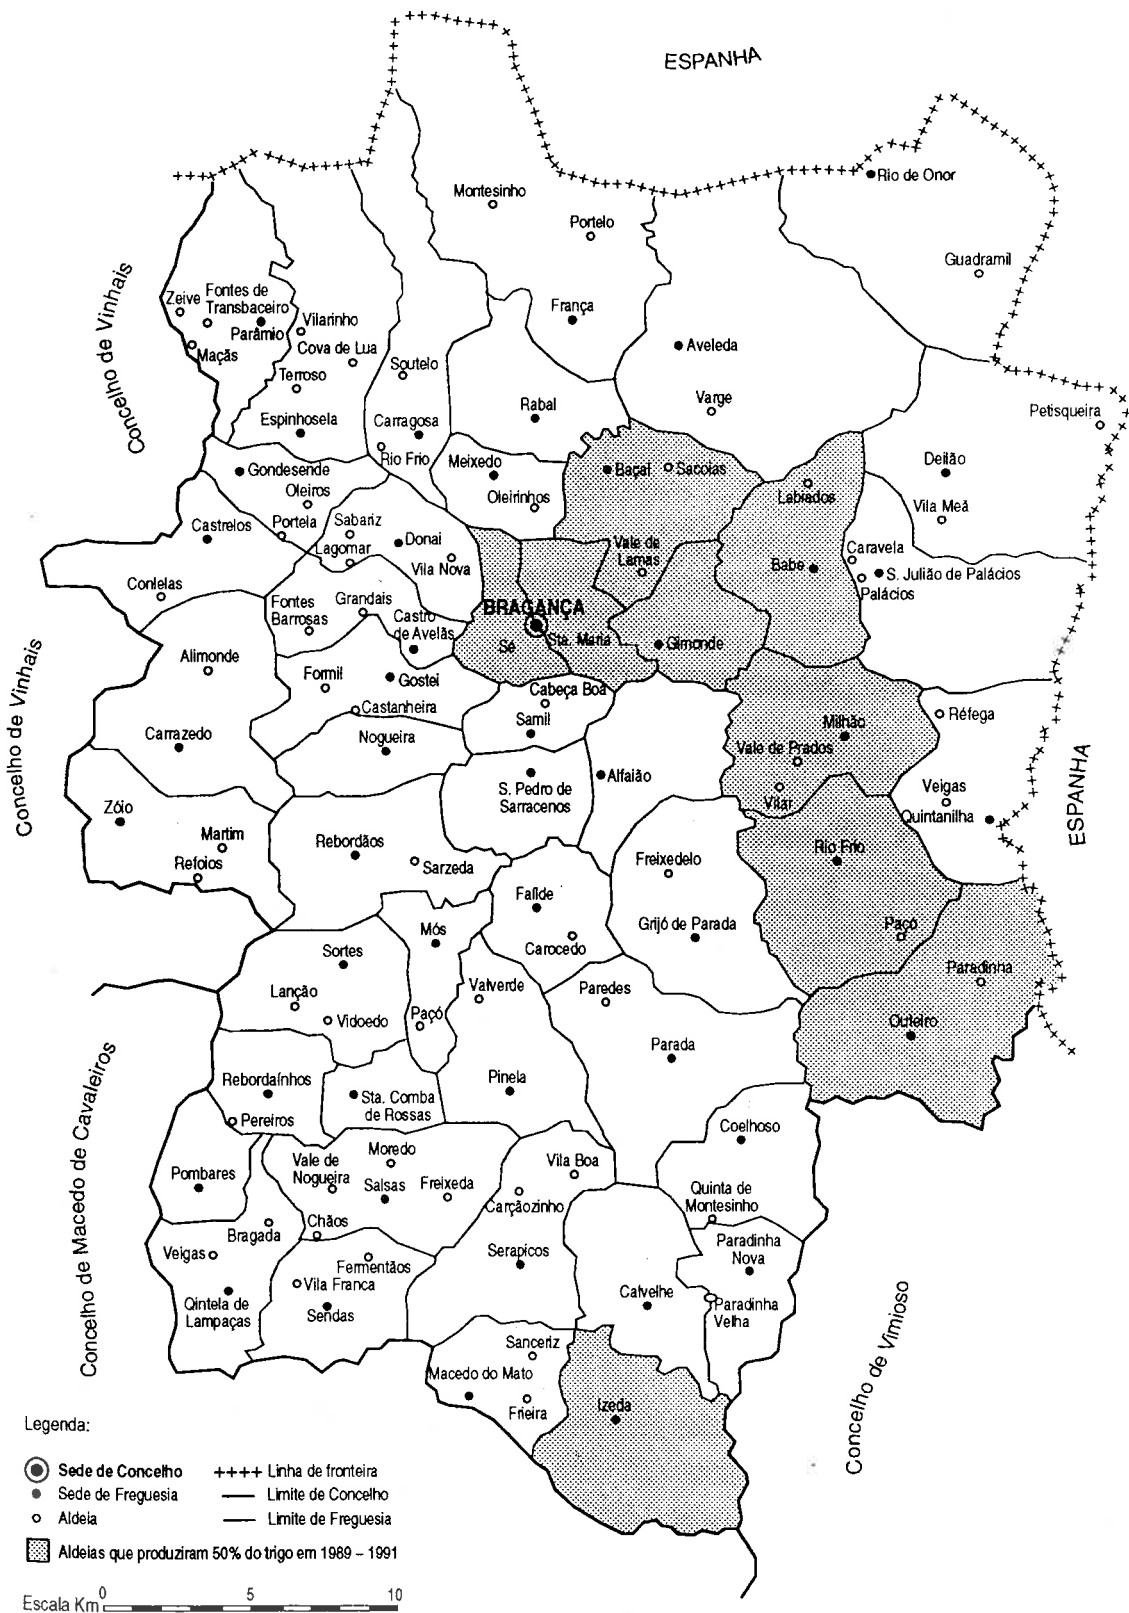 ESPANHA
Rio de Onor
Montesinho
Portelo
Guadramil
Concelho de Vinhais
Zeive
Fontes de
Transbaceiro
Parâmio
Maçãs
Vilarinho
Cova de Lua
França
Aveleda
Soutelo
Terroso
Varge
Rabal
Petisqueira
Espinhosela
Carragosa
Rio Frio
Meixedo
Baçal
Sacoias
Deilão
Gondesende
Oleiros
Oleirinhos
Labiados
Vila Meã
Castrelos
Portela
Sabariz
Lagomar
Donai
Vila Nova
Vale de
Lamas
Babe
Caravela
S. Julião de Palácios
Palácios
Conlelas
Fontes
Barrosas
Grandais
Castro
de Avelãs
BRAGANÇA
Sé
Sta. Maria
Gimonde
Alimonde
Formil
Gostei
Cabeça Boa
Castanheira
Samil
Réfega
Concelho de Vinhais
Carrazedo
Nogueira
Milhão
Vale de Prados
Alfaião
S. Pedro de
Sarracenos
Vilar
Veigas
Quintanilha
ESPANHA
Zóio
Martim
Refoios
Rebordãos
Sarzeda
Freixedelo
Rio Frio
Faílde
Mós
Carocedo
Grijó de Parada
Paçó
Sortes
Paradinha
Lanção
Vidoedo
Paçó
Valverde
Paredes
Outeiro
Parada
Concelho de Macedo de Cavaleiros
Rebordaínhos
Pereiros
Sta. Comba
de Rossas
Pinela
Coelhoso
Pombares
Vale de
Nogueira
Moredo
Salsas
Freixeda
Vila Boa
Carçãozinho
Quinta de
Montesinho
Bragada
Chãos
Veigas
Fermentãos
Vila Franca
Serapicos
Paradinha
Nova
Qintela de
Lampaças
Sendas
Calvelhe
Paradinha
Velha
Sanceriz
Macedo do Mato
Frieira
Izeda
Concelho de Vimioso
Legenda:
Sede de Concelho
Sede de Freguesia
Aldeia
++++ Linha de fronteira
Limite de Concelho
Limite de Freguesia
Aldeias que produziram 50% do trigo em 1989 – 1991
Escala Km 0 5 10